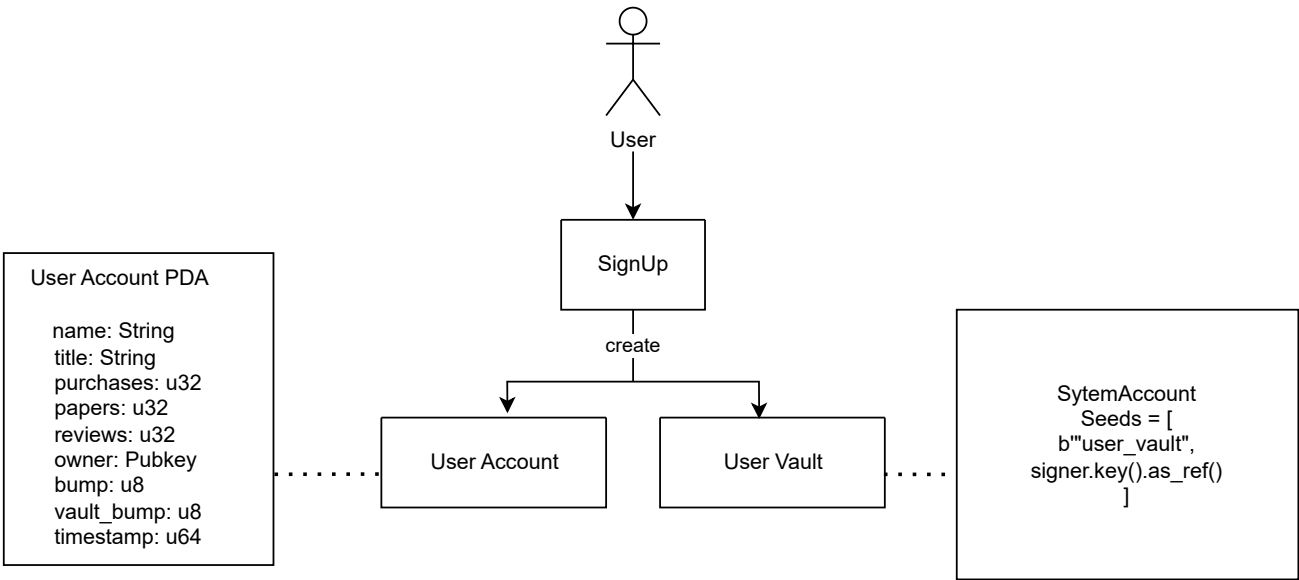 User
SignUp
create
User Account PDA
name: String
title: String
purchases: u32
papers: u32
reviews: u32
owner: Pubkey
bump: u8
vault_bump: u8
timestamp: u64
User Account
User Vault
SytemAccount
Seeds = [
b'"user_vault",
signer.key().as_ref()
]